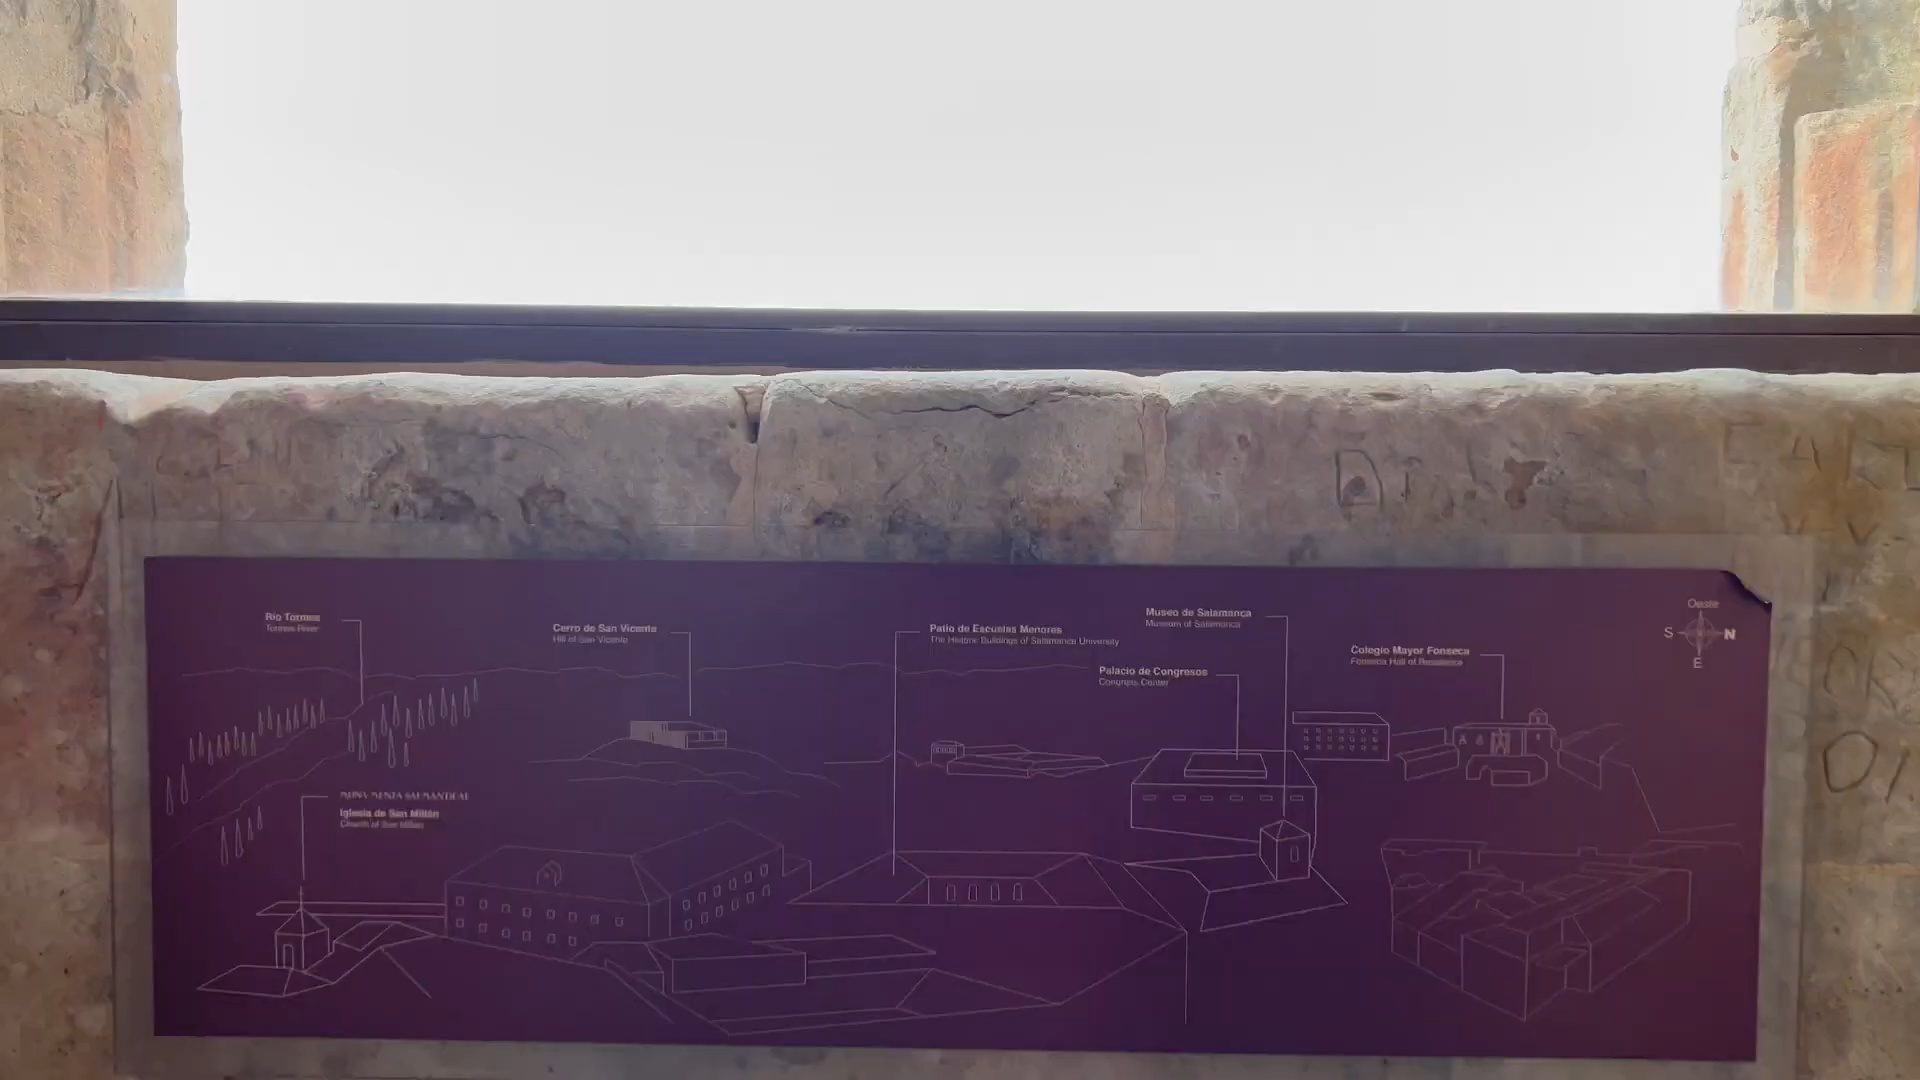 Río Tormes
Tormes River
Cerro de San Vicente
Hill of San Vicente
Patio de Escuelas Menores
The Historic Buildings of Salamanca University
Museo de Salamanca
Museum of Salamanca
Palacio de Congresos
Congress Center
Colegio Mayor Fonseca
Fonseca Hall of Residence
Oeste
S N
E
Iglesia de San Millán
Church of San Millan